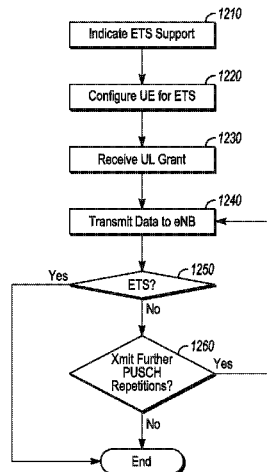 1210
Indicate ETS Support
1220
Configure UE for ETS
1230
Receive UL Grant
1240
Transmit Data to eNB
1250
Yes
ETS?
No
1260
Xmit Further
PUSCH
Repetitions?
Yes
No
End